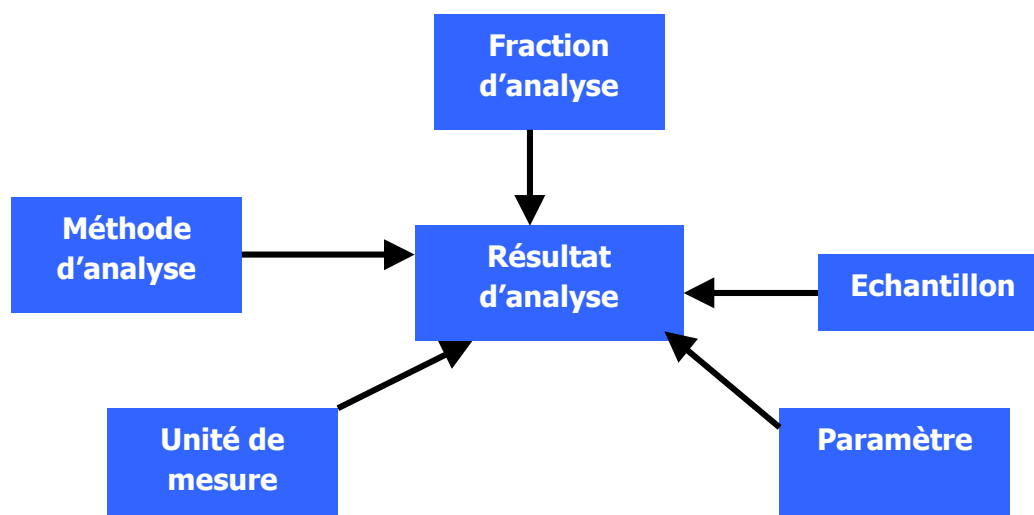 Fraction
d’analyse
Méthode
d’analyse
Résultat
d’analyse
Echantillon
Unité de
mesure
Paramètre